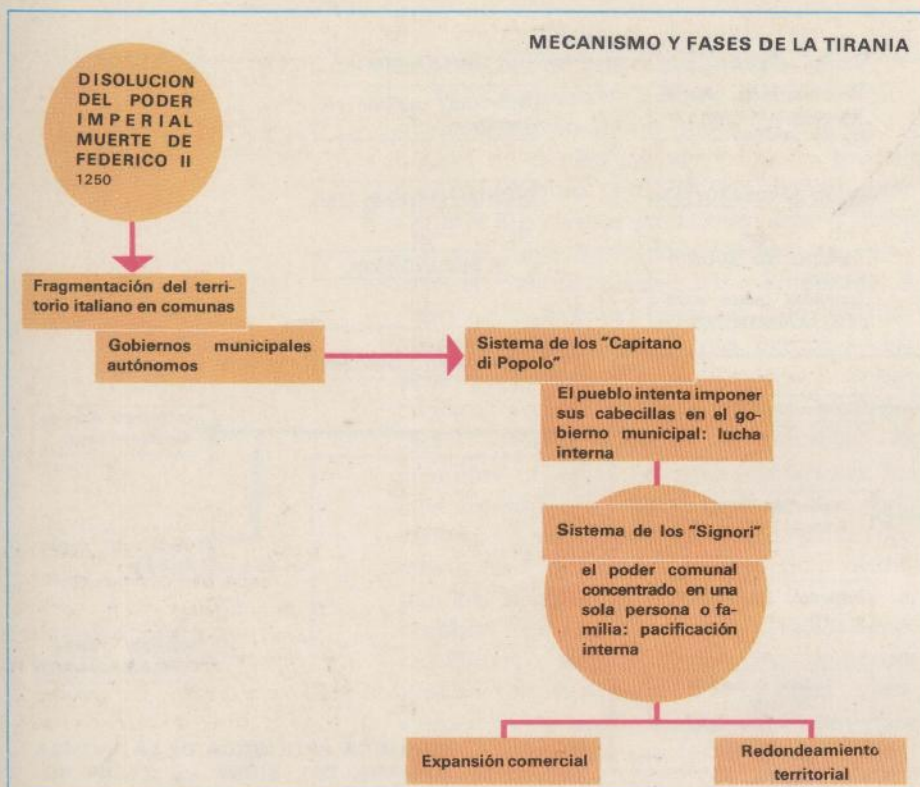 MECANISMO Y FASES DE LA TIRANIA
DISOLUCION
DEL PODER
IMPERIAL
MUERTE DE
FEDERICO II
1250
Fragmentación del terri-
torio italiano en comunas
Gobiernos municipales
autónomos
Sistema de los "Capitano
di Popolo"
El pueblo intenta imponer
sus cabecillas en el go-
bierno municipal: lucha
interna
Sistema de los "Signori"
el poder comunal
concentrado en una
sola persona o fa-
milia: pacificación
interna
Expansión comercial
Redondeamiento
territorial